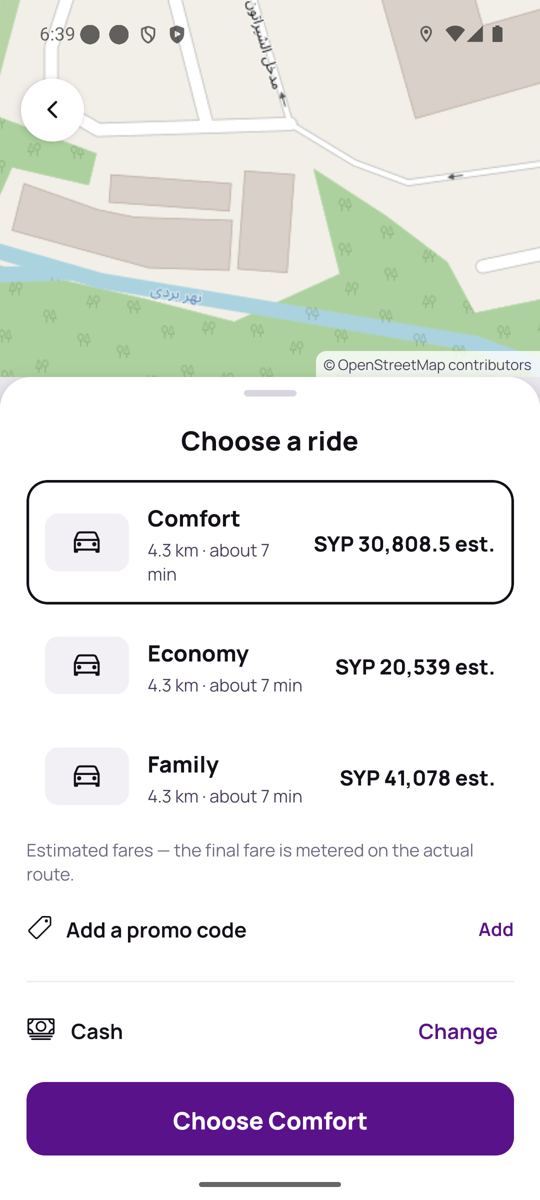 6:39
مدخل الشيراتون
نهر بردى
© OpenStreetMap contributors
Choose a ride
Comfort
4.3 km · about 7 min
SYP 30,808.5 est.
Economy
4.3 km · about 7 min
SYP 20,539 est.
Family
4.3 km · about 7 min
SYP 41,078 est.
Estimated fares — the final fare is metered on the actual
route.
Add a promo code
Add
Cash
Change
Choose Comfort